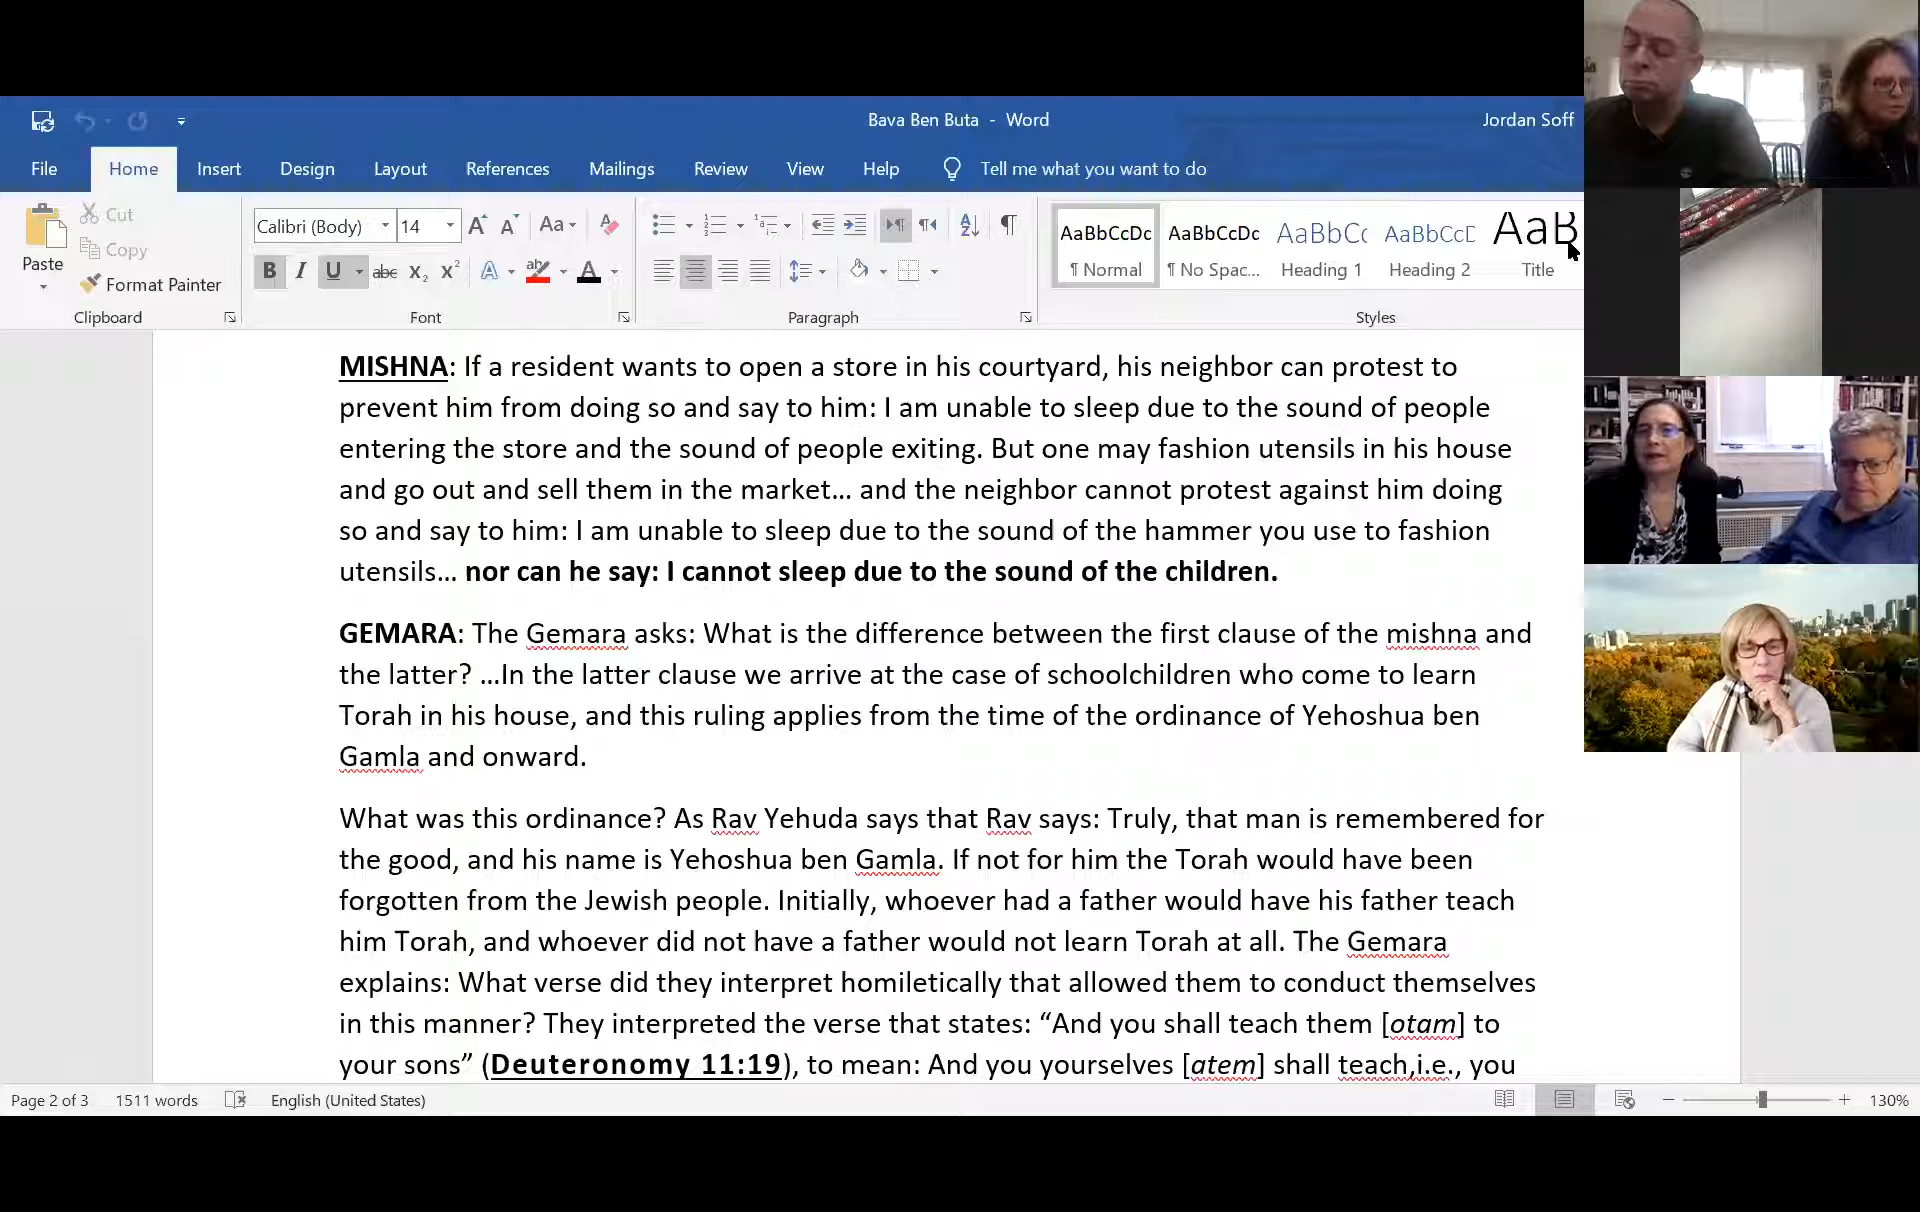 Bava Ben Buta - Word
Jordan Soff
File Home Insert Design Layout References Mailings Review View Help Tell me what you want to do
Paste
Cut
Copy
Format Painter
Clipboard
Calibri (Body) 14
Font
Paragraph
AaBbCcDc AaBbCcDc AaBbCc AaBbCcD AaB
¶ Normal ¶ No Spac... Heading 1 Heading 2 Title
Styles
MISHNA: If a resident wants to open a store in his courtyard, his neighbor can protest to
prevent him from doing so and say to him: I am unable to sleep due to the sound of people
entering the store and the sound of people exiting. But one may fashion utensils in his house
and go out and sell them in the market… and the neighbor cannot protest against him doing
so and say to him: I am unable to sleep due to the sound of the hammer you use to fashion
utensils… nor can he say: I cannot sleep due to the sound of the children.
GEMARA: The Gemara asks: What is the difference between the first clause of the mishna and
the latter? …In the latter clause we arrive at the case of schoolchildren who come to learn
Torah in his house, and this ruling applies from the time of the ordinance of Yehoshua ben
Gamla and onward.
What was this ordinance? As Rav Yehuda says that Rav says: Truly, that man is remembered for
the good, and his name is Yehoshua ben Gamla. If not for him the Torah would have been
forgotten from the Jewish people. Initially, whoever had a father would have his father teach
him Torah, and whoever did not have a father would not learn Torah at all. The Gemara
explains: What verse did they interpret homiletically that allowed them to conduct themselves
in this manner? They interpreted the verse that states: “And you shall teach them [otam] to
your sons” (Deuteronomy 11:19), to mean: And you yourselves [atem] shall teach,i.e., you
Page 2 of 3 1511 words English (United States) 130%